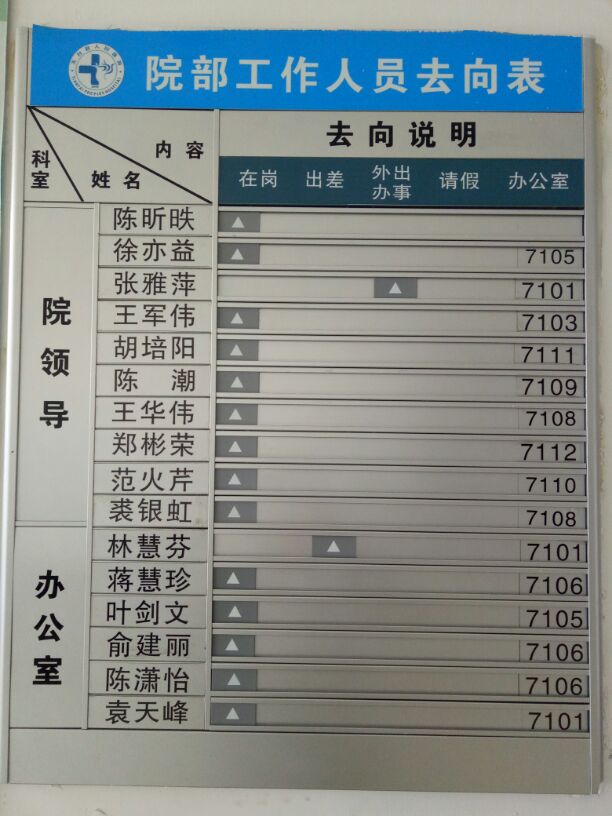 院部工作人员去向表
去向说明
内容
科室
姓名
在岗 出差 外出办事 请假 办公室
院领导
陈昕昳
徐亦益 7105
张雅萍 7101
王军伟 7103
胡培阳 7111
陈 潮 7109
王华伟 7108
郑彬荣 7112
范火芹 7110
裘银虹 7108
办公室
林慧芬 7101
蒋慧珍 7106
叶剑文 7105
俞建丽 7106
陈潇怡 7106
袁天峰 7101